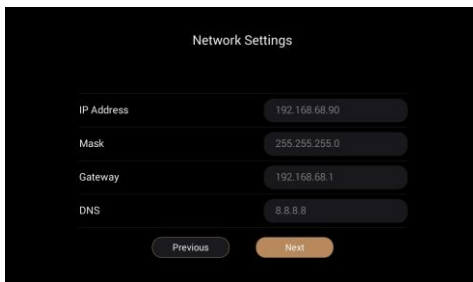 Network Settings
IP Address 192.168.68.90
Mask 255.255.255.0
Gateway 192.168.68.1
DNS 8.8.8.8
Previous Next